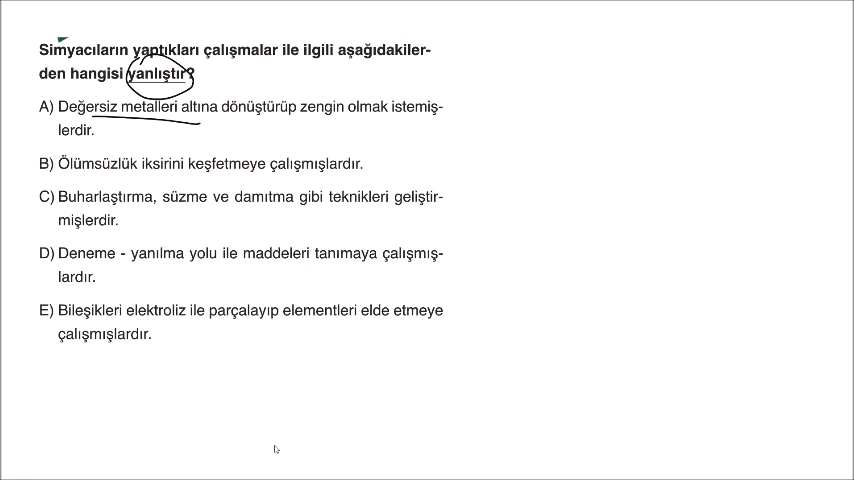 Simyacıların yaptıkları çalışmalar ile ilgili aşağıdakiler-
den hangisi yanlıştır?
A) Değersiz metalleri altına dönüştürüp zengin olmak istemiş-
lerdir.
B) Ölümsüzlük iksirini keşfetmeye çalışmışlardır.
C) Buharlaştırma, süzme ve damıtma gibi teknikleri geliştir-
mişlerdir.
D) Deneme - yanılma yolu ile maddeleri tanımaya çalışmış-
lardır.
E) Bileşikleri elektroliz ile parçalayıp elementleri elde etmeye
çalışmışlardır.